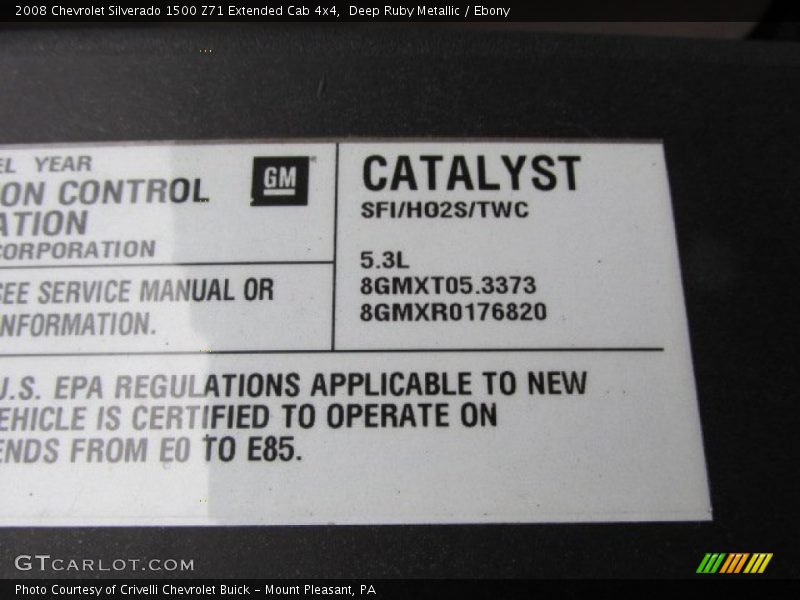 2008 Chevrolet Silverado 1500 Z71 Extended Cab 4x4, Deep Ruby Metallic / Ebony
EL YEAR
ON CONTROL
ATION
CORPORATION
GM
SEE SERVICE MANUAL OR
NFORMATION.
CATALYST
SFI/HO2S/TWC
5.3L
8GMXT05.3373
8GMXR0176820
U.S. EPA REGULATIONS APPLICABLE TO NEW
EHICLE IS CERTIFIED TO OPERATE ON
ENDS FROM E0 TO E85.
GTCARLOT.COM
Photo Courtesy of Crivelli Chevrolet Buick – Mount Pleasant, PA